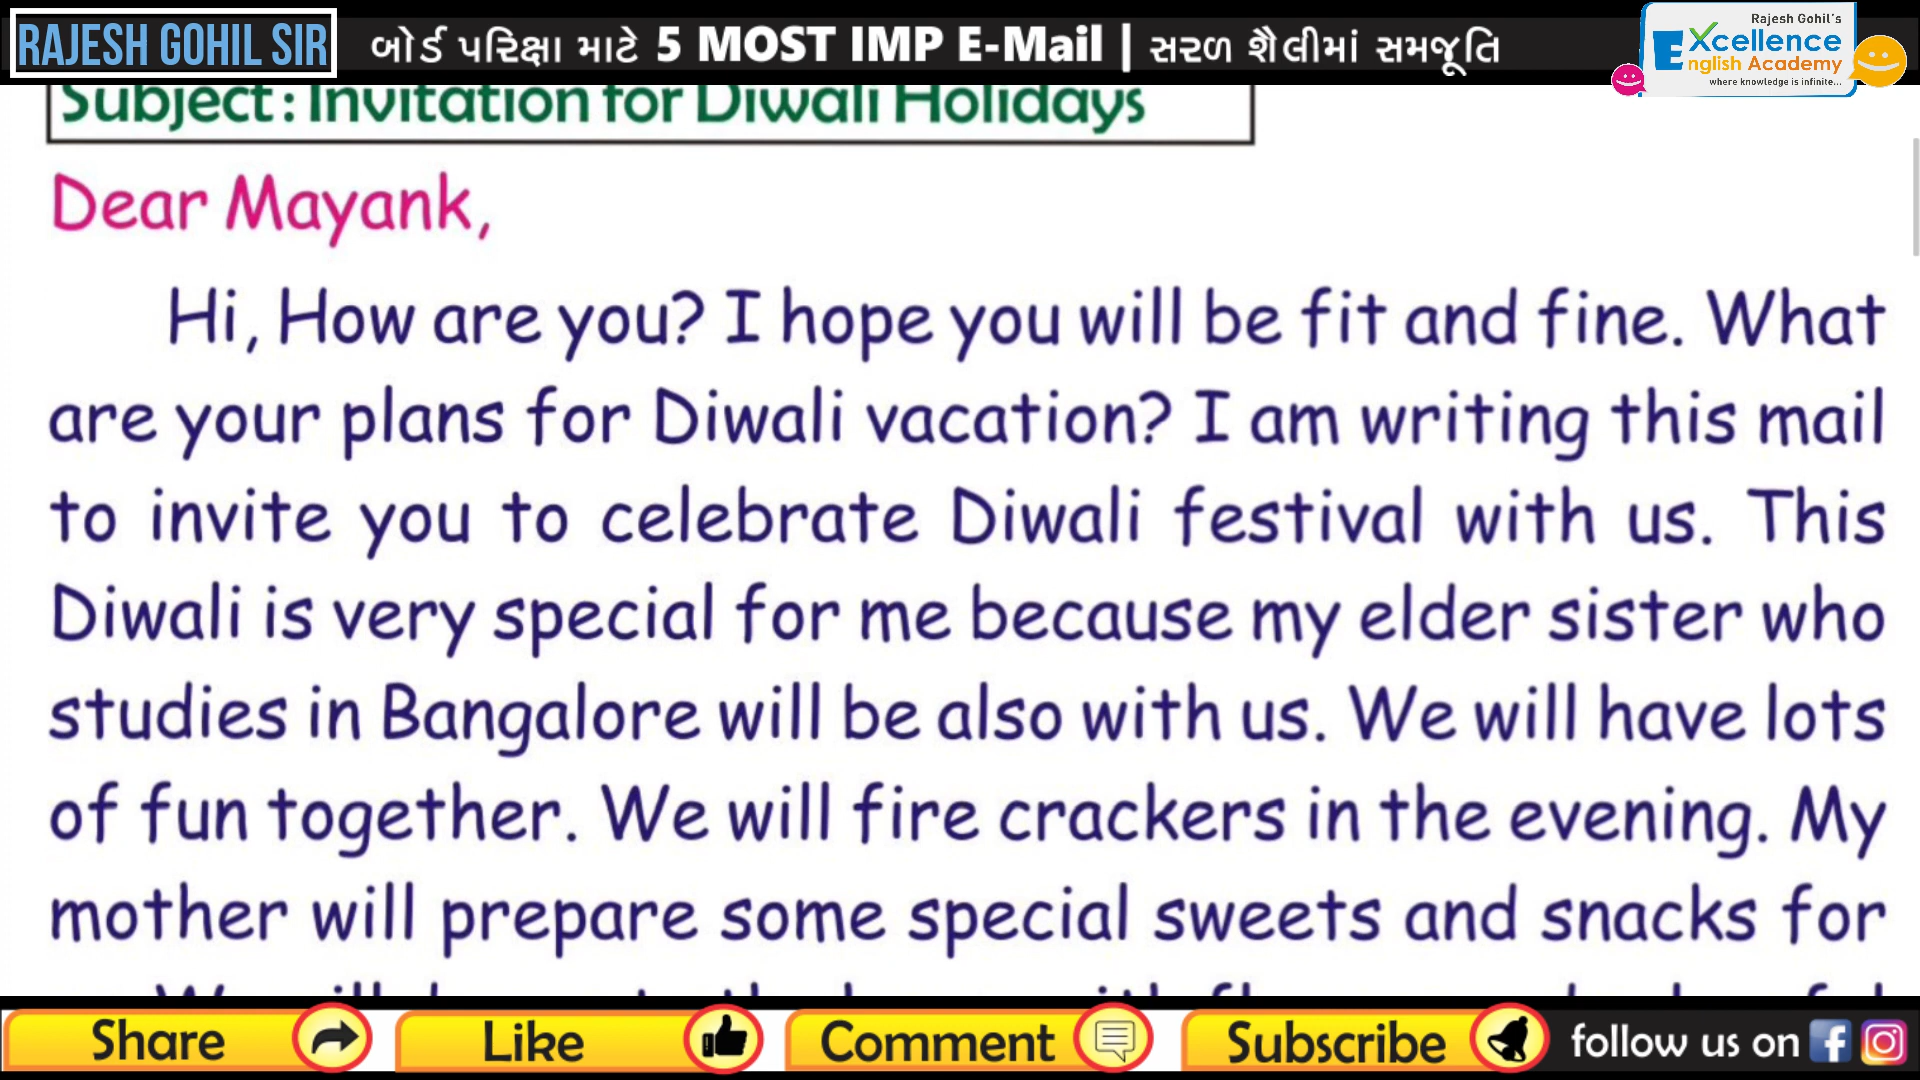 RAJESH GOHIL SIR
બોર્ડ પરિક્ષા માટે 5 MOST IMP E-Mail | સરળ શૈલીમાં સમજૂતિ
Rajesh Gohil's
EXcellence
English Academy
where knowledge is infinite...
Subject : Invitation for Diwali Holidays
Dear Mayank,
Hi, How are you? I hope you will be fit and fine. What
are your plans for Diwali vacation? I am writing this mail
to invite you to celebrate Diwali festival with us. This
Diwali is very special for me because my elder sister who
studies in Bangalore will be also with us. We will have lots
of fun together. We will fire crackers in the evening. My
mother will prepare some special sweets and snacks for
Share
Like
Comment
Subscribe
follow us on